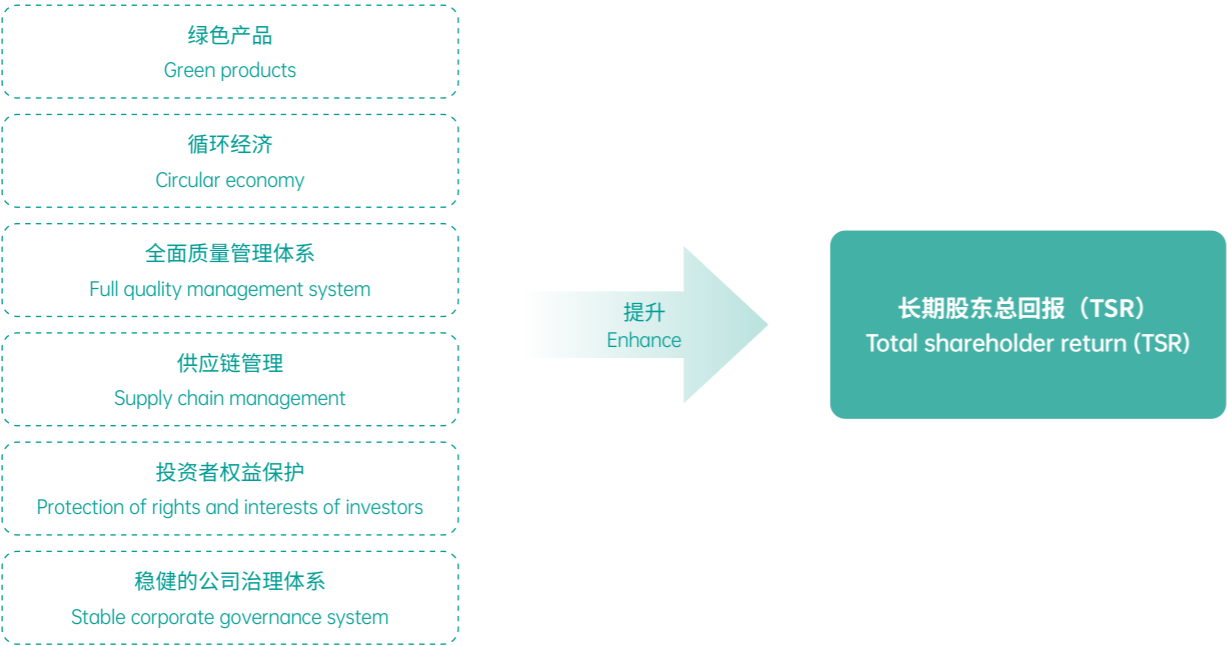 绿色产品
Green products
循环经济
Circular economy
全面质量管理体系
Full quality management system
供应链管理
Supply chain management
投资者权益保护
Protection of rights and interests of investors
稳健的公司治理体系
Stable corporate governance system
提升
Enhance
长期股东总回报（TSR）
Total shareholder return (TSR)